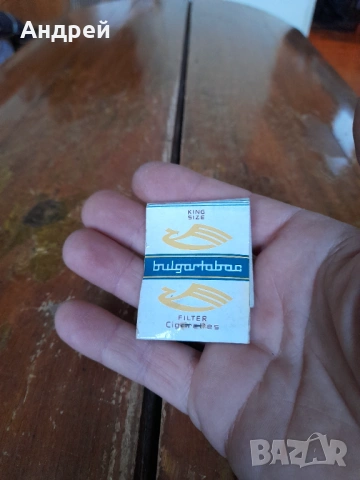 Андрей
KING
SIZE
bulgartabac
FILTER
Cigarettes
BAZAR